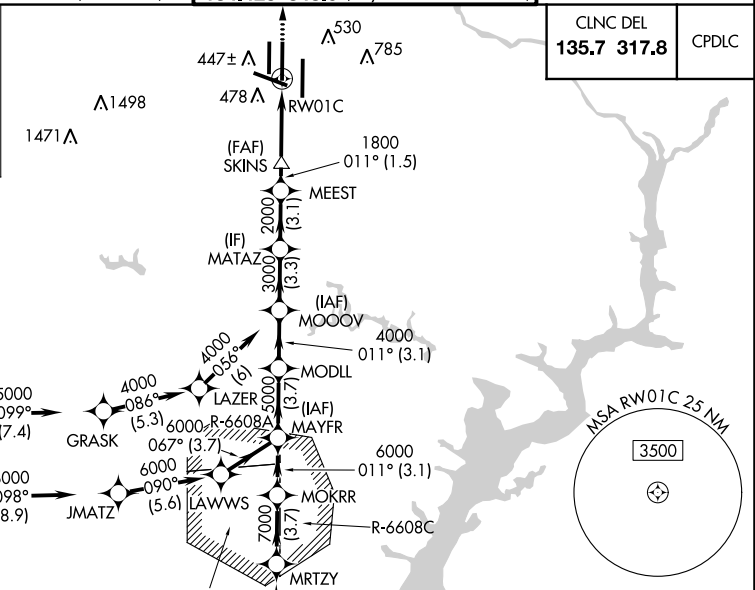 CLNC DEL
135.7 317.8
CPDLC
530
785
447±
478
RW01C
1498
1471
(FAF)
SKINS
1800
011° (1.5)
MEEST
2000
(3.1)
(IF)
MATAZ
3000
(3.3)
(IAF)
MOOOV
4000
011° (3.1)
MODLL
4000
056°
(6)
LAZER
5000
(3.7)
4000
086°
(5.3)
GRASK
5000
099°
(7.4)
(IAF)
MAYFR
R-6608A
6000
067° (3.7)
6000
011° (3.1)
6000
090°
(5.6)
LAWWS
JMATZ
098°
MOKRR
7000
(3.7)
R-6608C
MRTZY
MSA RW01C 25 NM
3500